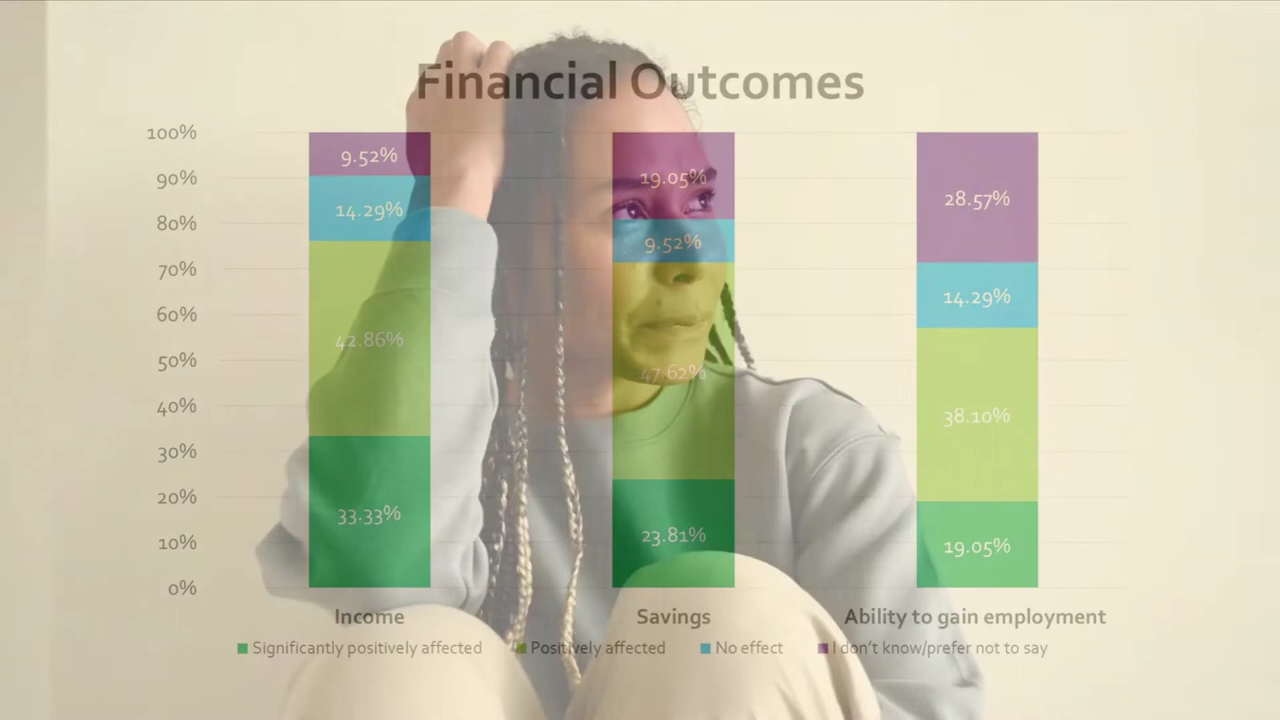 Financial Outcomes
100%
90%
80%
70%
60%
50%
40%
30%
20%
10%
0%
9.52%
14.29%
42.86%
33.33%
19.05%
9.52%
47.62%
23.81%
28.57%
14.29%
38.10%
19.05%
Income
Savings
Ability to gain employment
Significantly positively affected
Positively affected
No effect
I don't know/prefer not to say